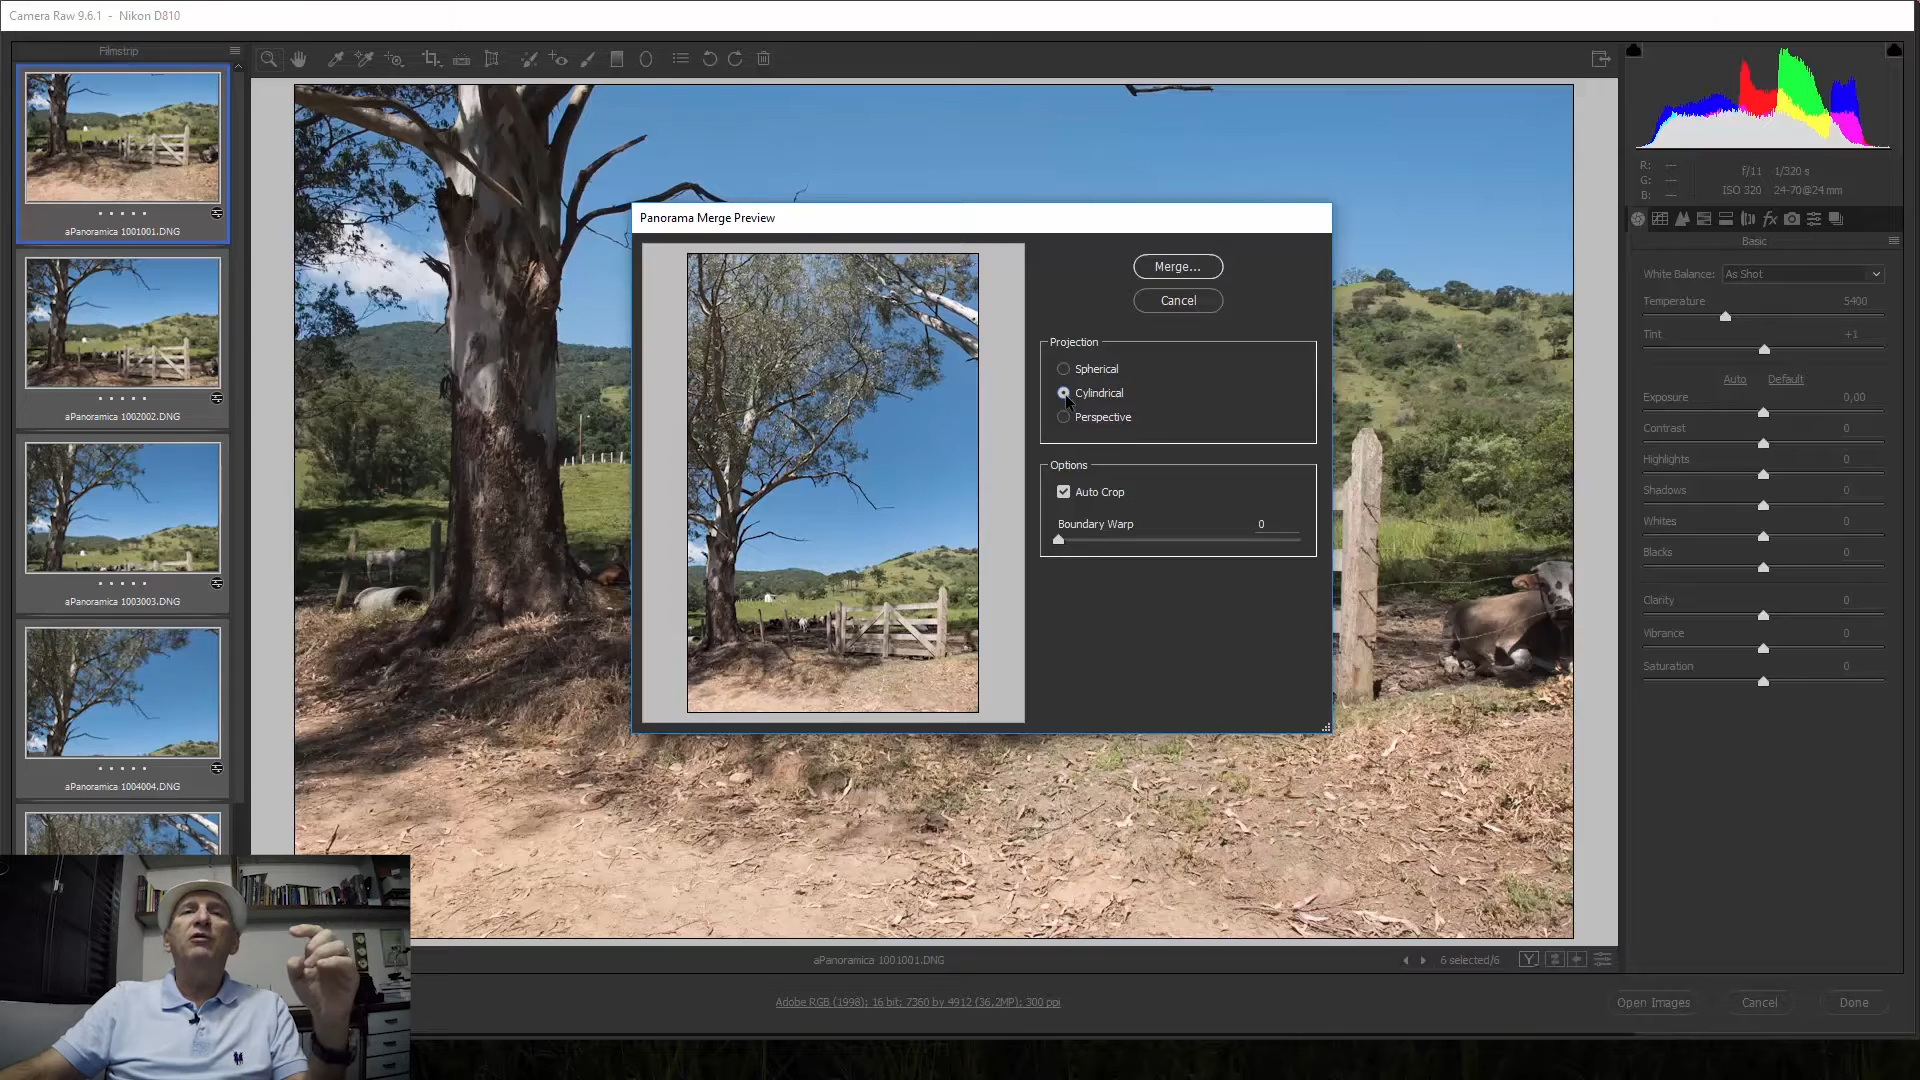 Camera Raw 9.6.1 - Nikon D810
Filmstrip
aPanoramica 1001001.DNG
aPanoramica 1002002.DNG
aPanoramica 1003003.DNG
aPanoramica 1004004.DNG
Panorama Merge Preview
Merge...
Cancel
Projection
Spherical
Cylindrical
Perspective
Options
Auto Crop
Boundary Warp 0
R: ---
G: ---
B: ---
f/11 1/320 s
ISO 320 24-70@24 mm
fx
Basic
White Balance: As Shot
Temperature 5400
Tint +1
Auto Default
Exposure 0,00
Contrast 0
Highlights 0
Shadows 0
Whites 0
Blacks 0
Clarity 0
Vibrance 0
Saturation 0
aPanoramica 1001001.DNG
6 selected/6
Y
Adobe RGB (1998); 16 bit; 7360 by 4912 (36,2MP); 300 ppi
Open Images Cancel Done